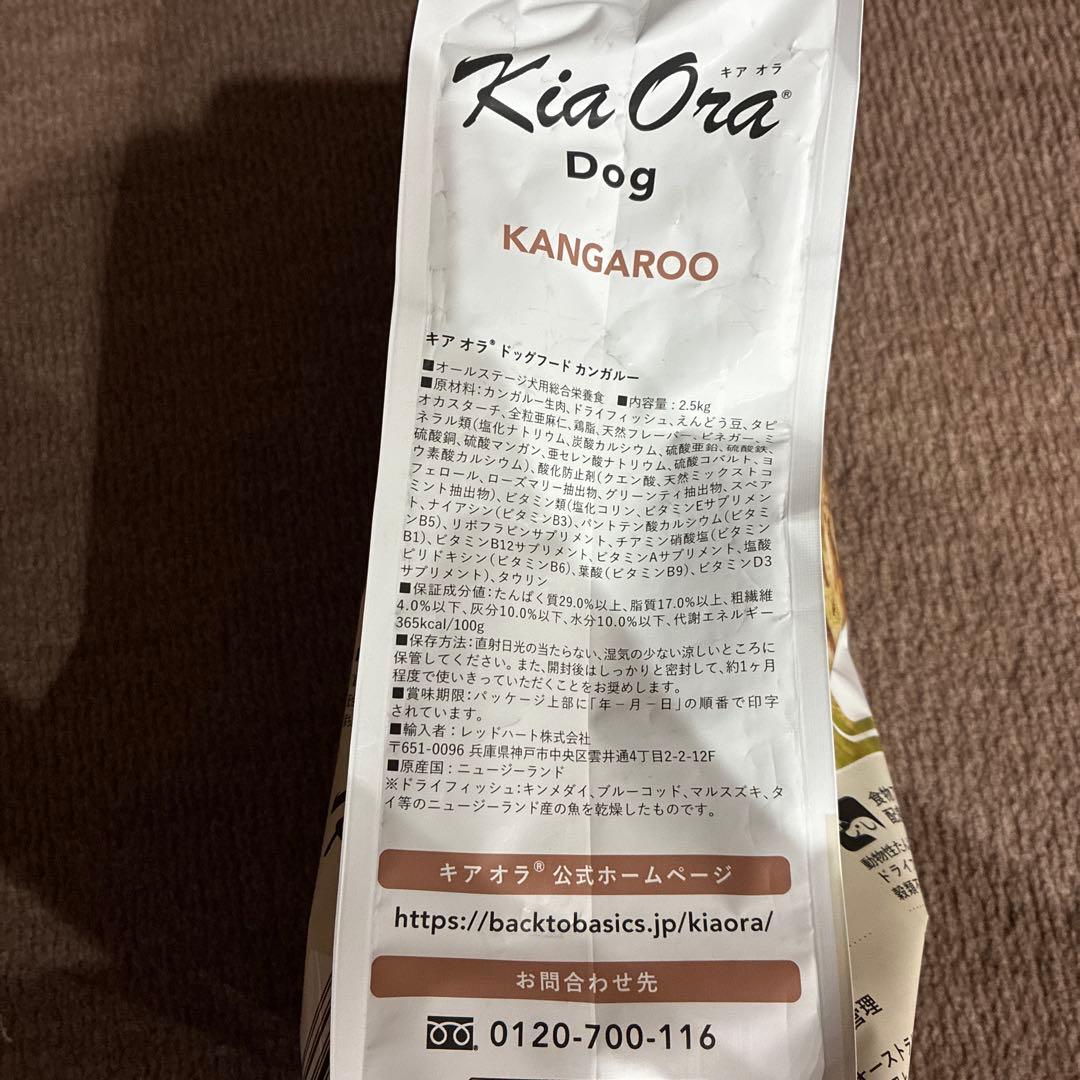 Kia Ora®
キア オラ
Dog
KANGAROO
キア オラ® ドッグフード カンガルー
■オールステージ犬用総合栄養食 ■内容量：2.5kg
■原材料：カンガルー生肉、ドライフィッシュ、えんどう豆、タピ
オカスターチ、全粒亜麻仁、鶏脂、天然フレーバー、ビネガー、ミ
ネラル類（塩化ナトリウム、炭酸カルシウム、硫酸亜鉛、硫酸鉄、
硫酸銅、硫酸マンガン、亜セレン酸ナトリウム、硫酸コバルト、ヨ
ウ素酸カルシウム）、酸化防止剤（クエン酸、天然ミックストコ
フェロール、ローズマリー抽出物、グリーンティ抽出物、スペア
ミント抽出物）、ビタミン類（塩化コリン、ビタミンEサプリメン
ト、ナイアシン（ビタミンB3）、パントテン酸カルシウム（ビタミ
ンB5）、リボフラビンサプリメント、チアミン硝酸塩（ビタミン
B1）、ビタミンB12サプリメント、ビタミンAサプリメント、塩酸
ピリドキシン（ビタミンB6）、葉酸（ビタミンB9）、ビタミンD3
サプリメント）、タウリン
■保証成分値：たんぱく質29.0%以上、脂質17.0%以上、粗繊維
4.0%以下、灰分10.0%以下、水分10.0%以下、代謝エネルギー
365kcal/100g
■保存方法：直射日光の当たらない、湿気の少ない涼しいところに
保管してください。また、開封後はしっかりと密封して、約1ヶ月
程度で使いきっていただくことをお奨めします。
■賞味期限：パッケージ上部に「年－月－日」の順番で印字
されています。
■輸入者：レッドハート株式会社
〒651-0096 兵庫県神戸市中央区雲井通4丁目2-2-12F
■原産国：ニュージーランド
※ドライフィッシュ：キンメダイ、ブルーコッド、マルスズキ、タ
イ等のニュージーランド産の魚を乾燥したものです。
キア オラ® 公式ホームページ
https://backtobasics.jp/kiaora/
お問合わせ先
0120-700-116
食物
動物性たん
ドライフ
穀類
管理
オーストラ